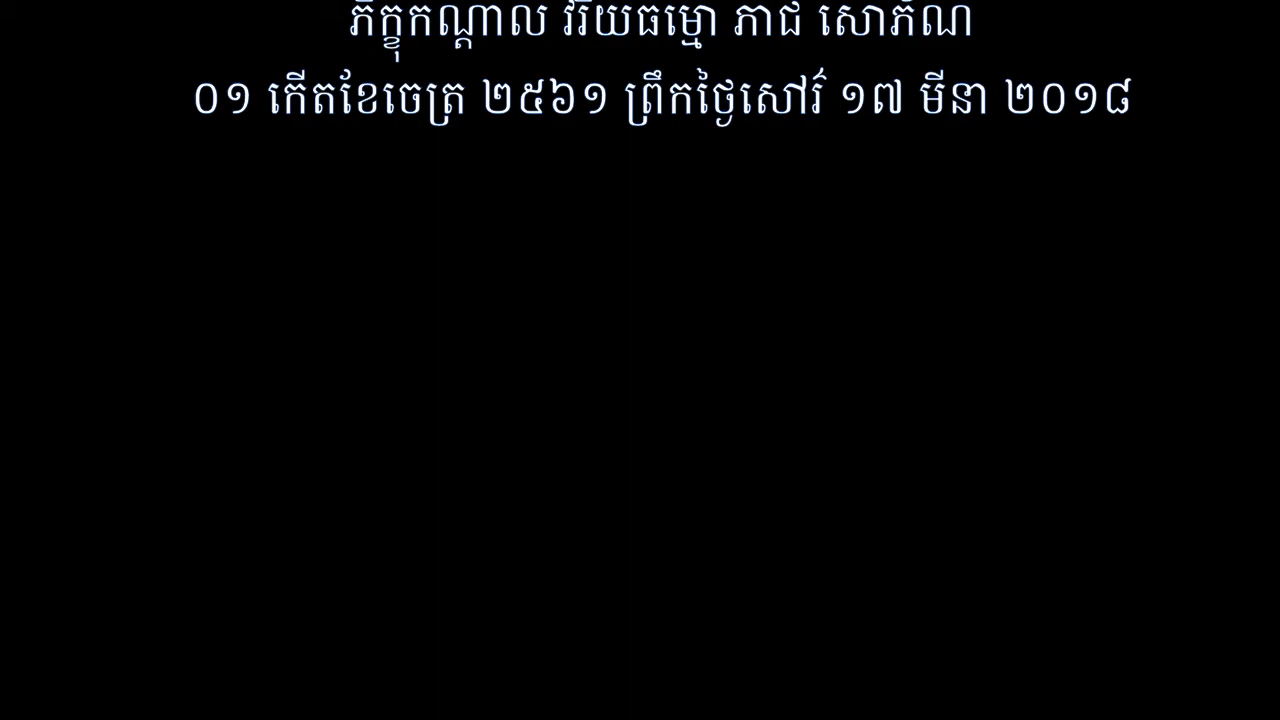 ភិក្ខុកណ្ដាល វិរិយធម្មោ ភាជ សោភ័ណ
០១ កើតខែចេត្រ ២៥៦១ ព្រឹកថ្ងៃសៅរ៍ ១៧ មីនា ២០១៨